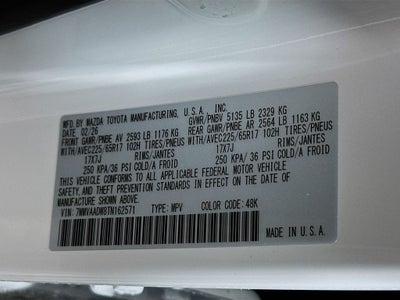 MFD. BY MAZDA TOYOTA MANUFACTURING, U.S.A., INC.
DATE: 02/26 GVWR/PNBV 5135 LB 2329 KG
FRONT GAWR/PNBE AV 2593 LB 1176 KG REAR GAWR/PNBE AR 2564 LB 1163 KG
WITH/AVEC225/65R17 102H TIRES/PNEUS WITH/AVEC225/65R17 102H TIRES/PNEUS
17X7J RIMS/JANTES 17X7J RIMS/JANTES
250 KPA/ 36 PSI COLD/A FROID 250 KPA/ 36 PSI COLD/A FROID
THIS VEHICLE CONFORMS TO ALL APPLICABLE FEDERAL MOTOR VEHICLE
SAFETY, BUMPER, AND THEFT PREVENTION STANDARDS IN EFFECT ON THE DATE OF
MANUFACTURE SHOWN ABOVE.
VIN: 7MMVAADW8TN162571 TYPE: MPV COLOR CODE: 48K
MADE IN U.S.A.